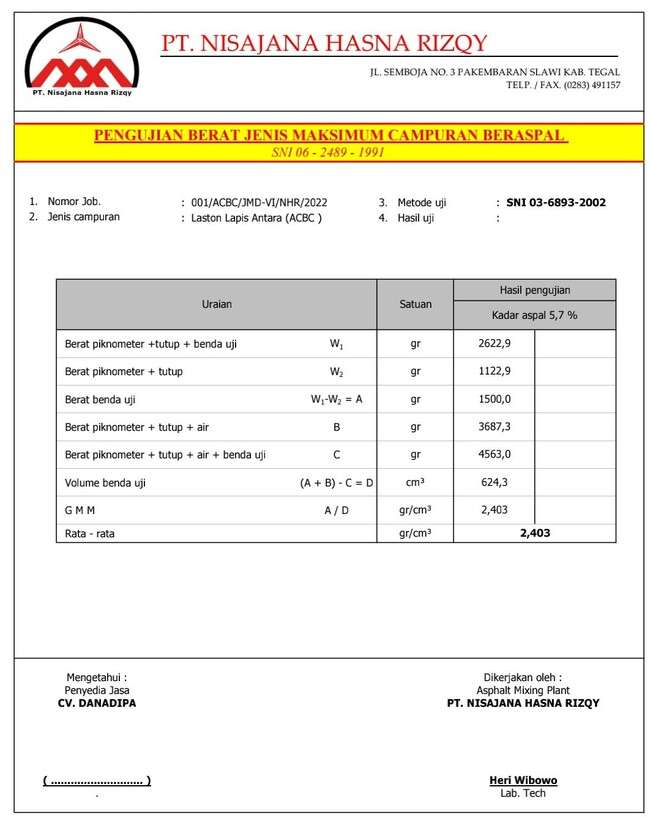 PT. NISAJANA HASNA RIZQY
JL. SEMBOJA NO. 3 PAKEMBARAN SLAWI KAB. TEGAL
TELP. / FAX. (0283) 491157
PT. Nisajana Hasna Rizqy
PENGUJIAN BERAT JENIS MAKSIMUM CAMPURAN BERASPAL
SNI 06 - 2489 - 1991
1. Nomor Job. : 001/ACBC/JMD-VI/NHR/2022 3. Metode uji : SNI 03-6893-2002
2. Jenis campuran : Laston Lapis Antara (ACBC ) 4. Hasil uji :
Uraian Satuan Hasil pengujian
Kadar aspal 5,7 %
Berat piknometer +tutup + benda uji W₁ gr 2622,9
Berat piknometer + tutup W₂ gr 1122,9
Berat benda uji W₁-W₂ = A gr 1500,0
Berat piknometer + tutup + air B gr 3687,3
Berat piknometer + tutup + air + benda uji C gr 4563,0
Volume benda uji (A + B) - C = D cm³ 624,3
G M M A / D gr/cm³ 2,403
Rata - rata gr/cm³ 2,403
Mengetahui : Dikerjakan oleh :
Penyedia Jasa Asphalt Mixing Plant
CV. DANADIPA PT. NISAJANA HASNA RIZQY
( ............................ ) Heri Wibowo
. Lab. Tech